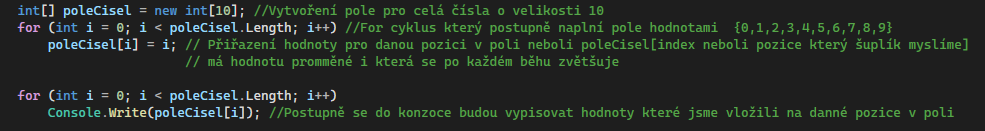 int[] poleCisel = new int[10]; //Vytvoření pole pro celá čísla o velikosti 10
for (int i = 0; i < poleCisel.Length; i++) //For cyklus který postupně naplní pole hodnotami  {0,1,2,3,4,5,6,7,8,9}
    poleCisel[i] = i; // Přiřazení hodnoty pro danou pozici v poli neboli poleCisel[index neboli pozice který šuplík myslíme]
                      // má hodnotu promměné i která se po každém běhu zvětšuje
for (int i = 0; i < poleCisel.Length; i++)
    Console.Write(poleCisel[i]); //Postupně se do konzoce budou vypisovat hodnoty které jsme vložili na danné pozice v poli